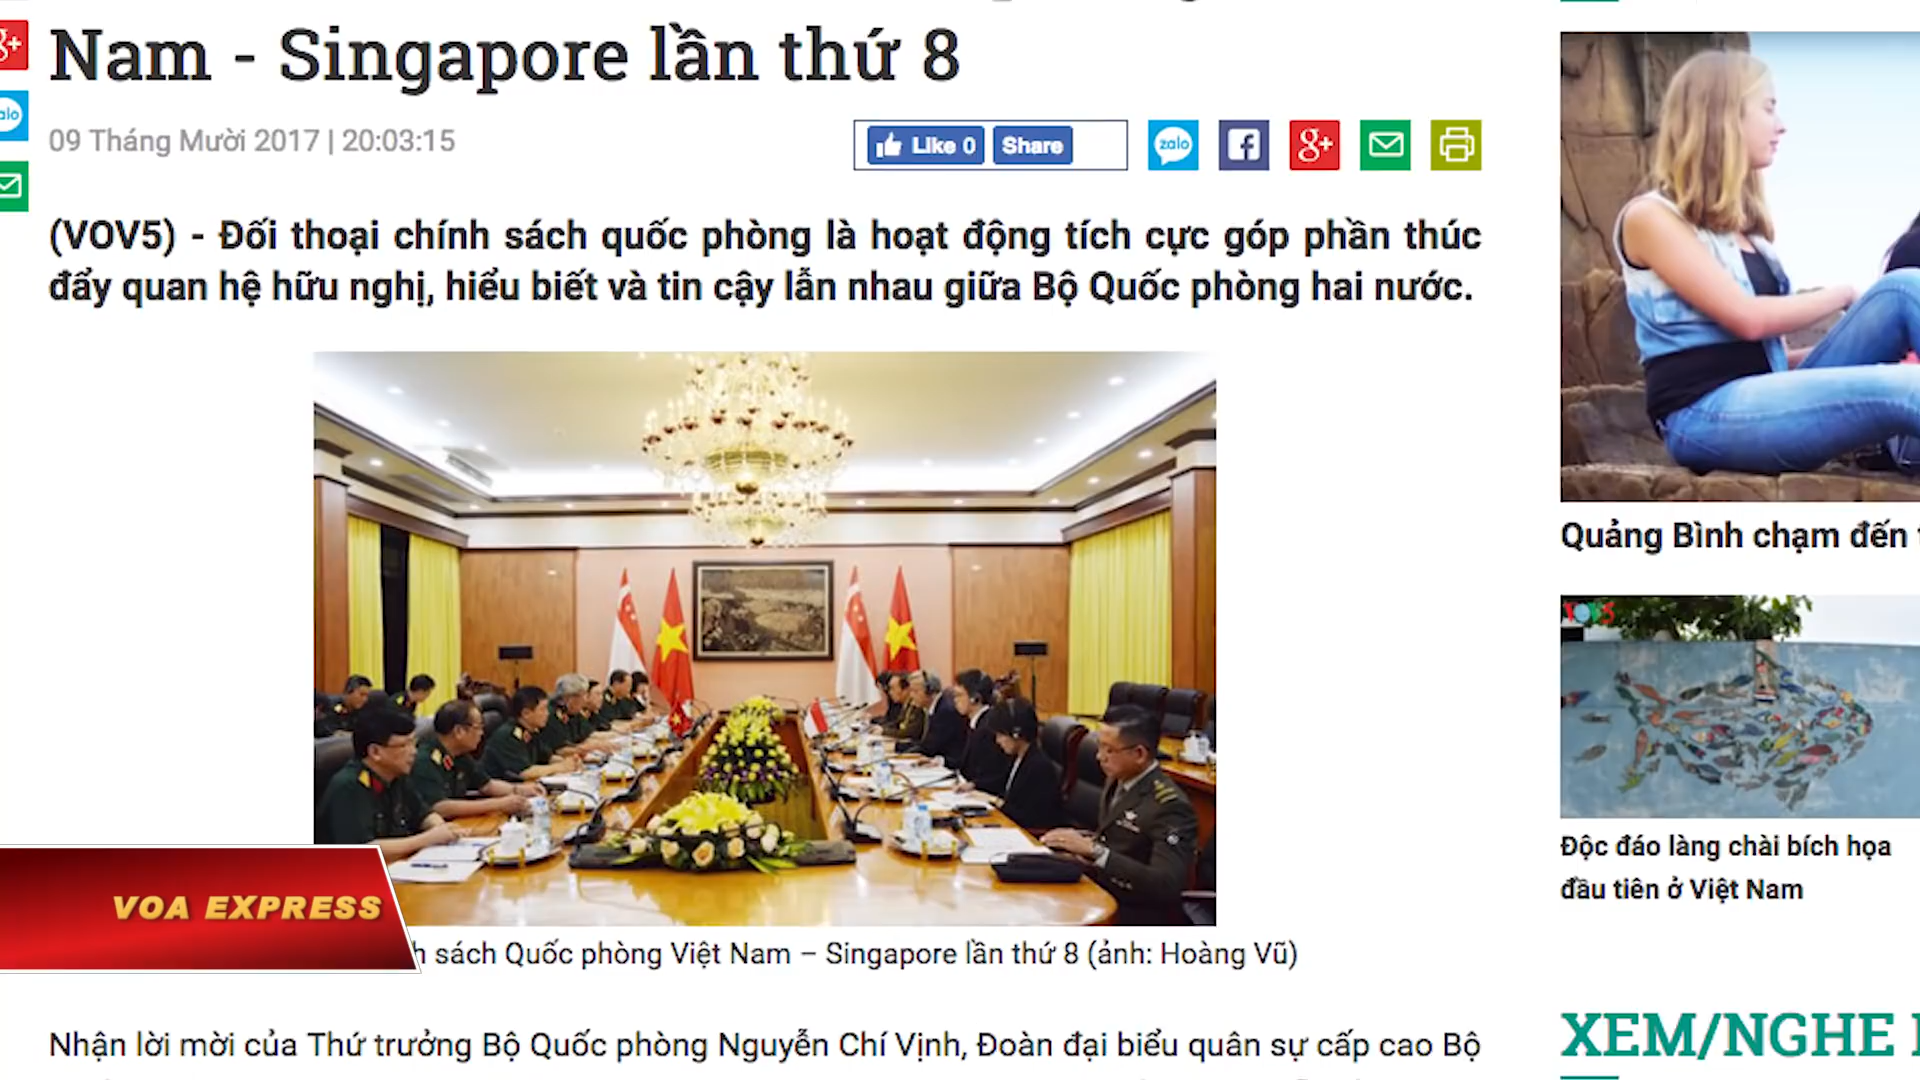 Nam - Singapore lần thứ 8
09 Tháng Mười 2017 | 20:03:15
Like 0
Share
zalo
g+
(VOV5) - Đối thoại chính sách quốc phòng là hoạt động tích cực góp phần thúc
đẩy quan hệ hữu nghị, hiểu biết và tin cậy lẫn nhau giữa Bộ Quốc phòng hai nước.
VOA EXPRESS
sách Quốc phòng Việt Nam – Singapore lần thứ 8 (ảnh: Hoàng Vũ)
Nhận lời mời của Thứ trưởng Bộ Quốc phòng Nguyễn Chí Vịnh, Đoàn đại biểu quân sự cấp cao Bộ
Quảng Bình chạm đến
VOV5
Độc đáo làng chài bích họa
đầu tiên ở Việt Nam
XEM/NGHE